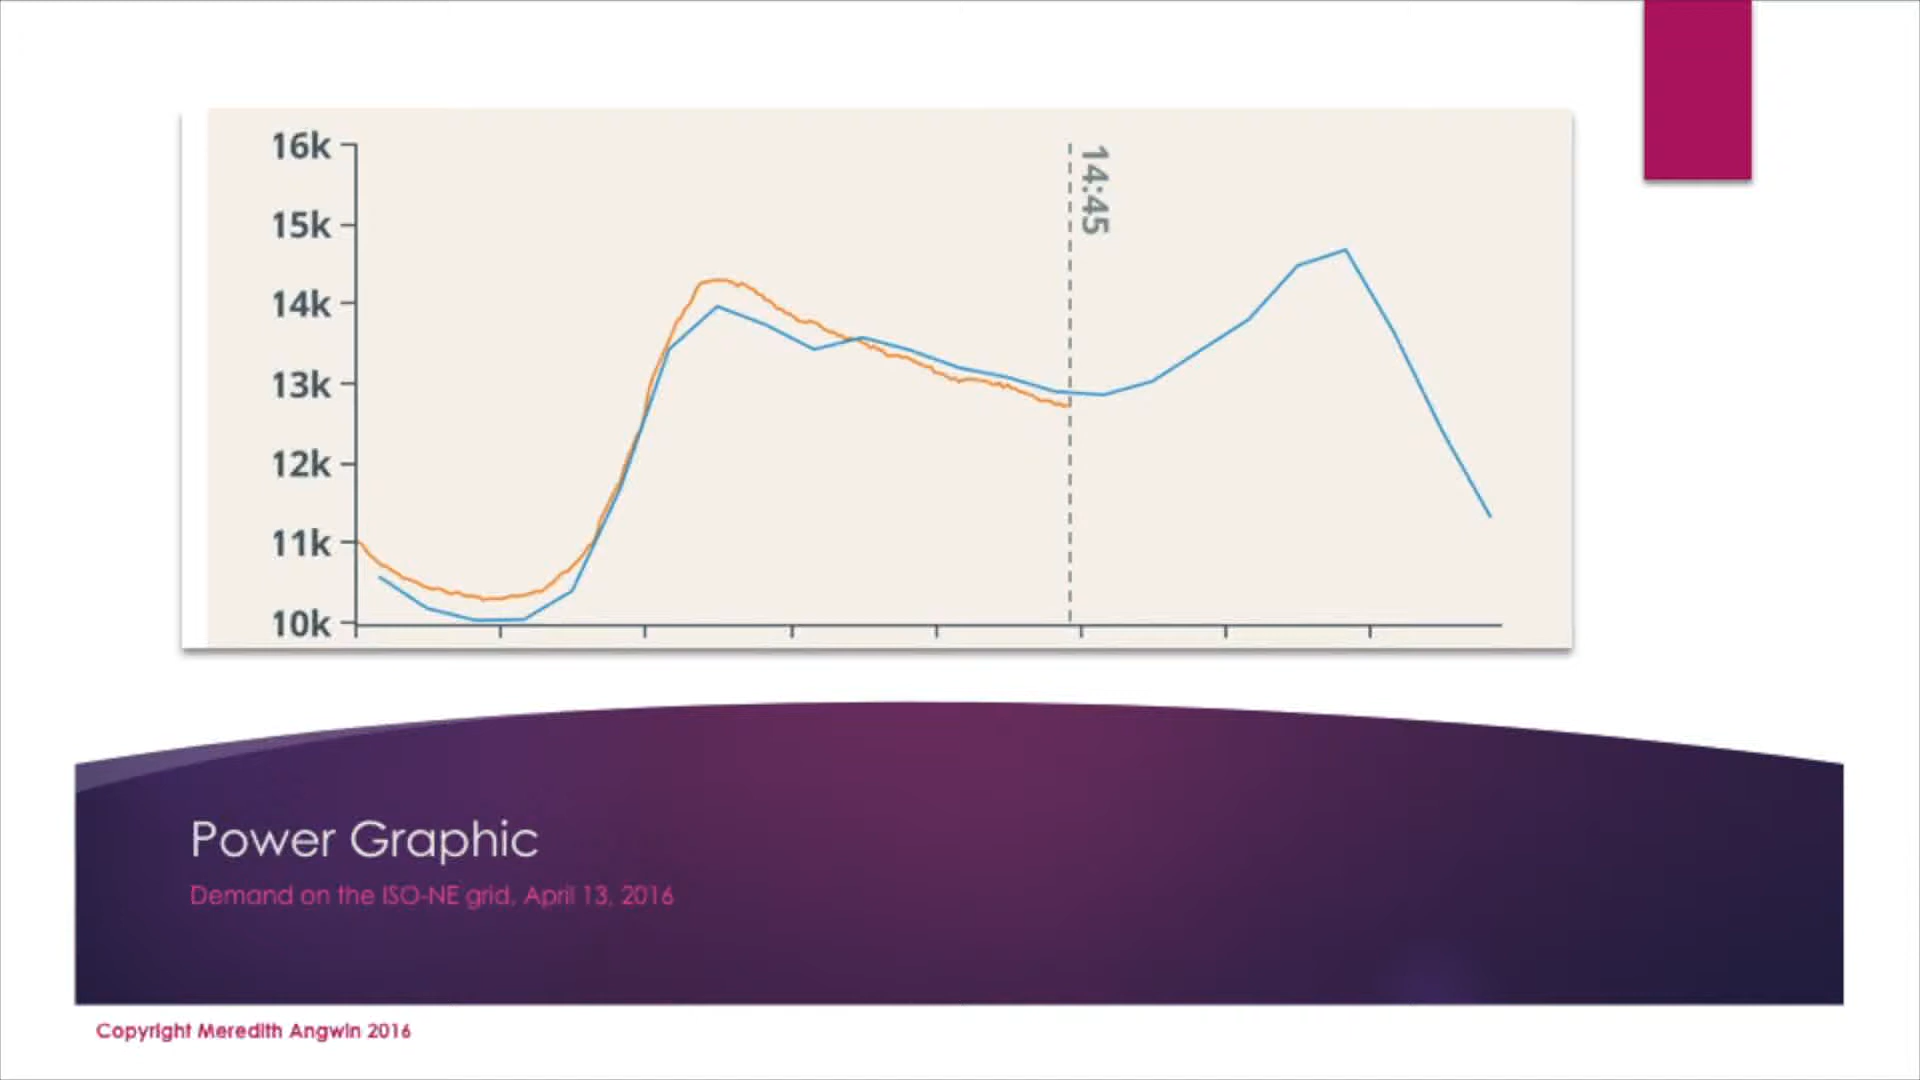 16k
14:45
15k
14k
13k
12k
11k
10k
Power Graphic
Demand on the ISO-NE grid, April 13, 2016
Copyright Meredith Angwin 2016